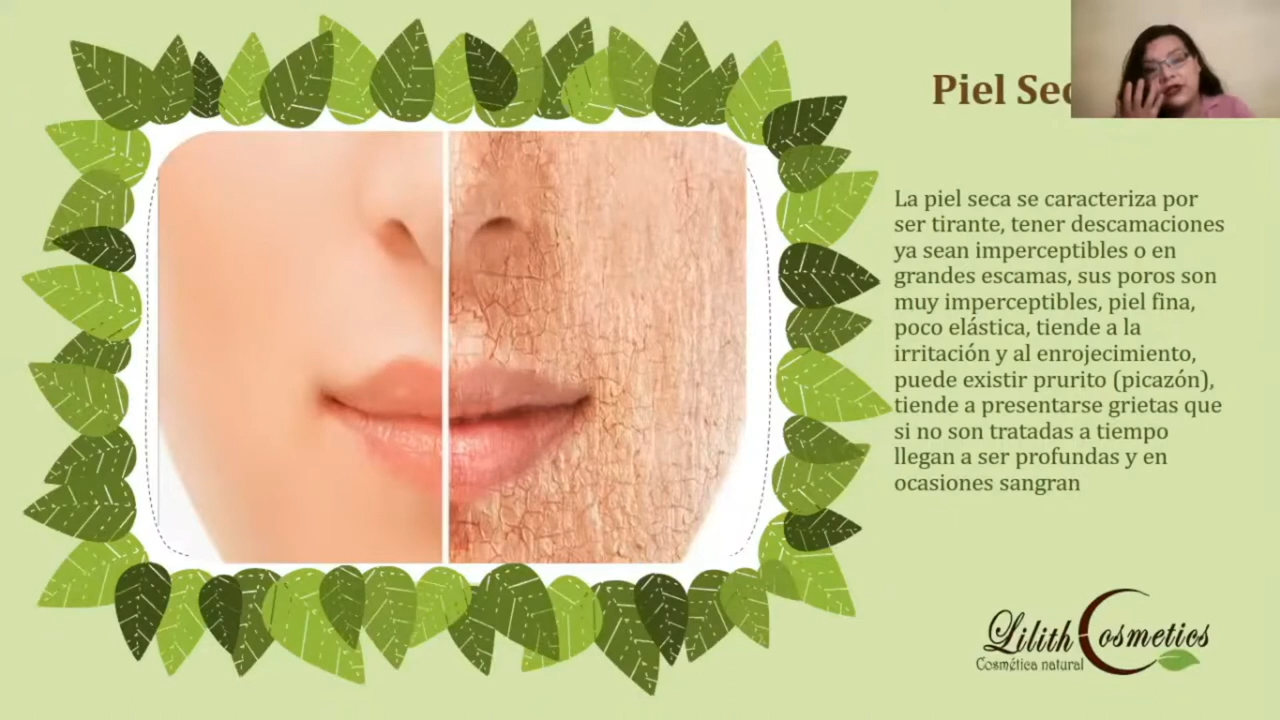 Piel Sec
La piel seca se caracteriza por
ser tirante, tener descamaciones
ya sean imperceptibles o en
grandes escamas, sus poros son
muy imperceptibles, piel fina,
poco elástica, tiende a la
irritación y al enrojecimiento,
puede existir prurito (picazón),
tiende a presentarse grietas que
si no son tratadas a tiempo
llegan a ser profundas y en
ocasiones sangran
Lilith Cosmetics
Cosmética natural